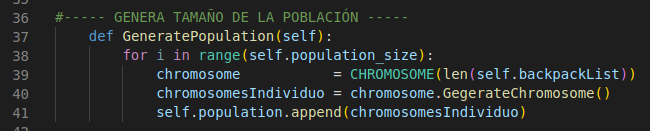 36 #----- GENERA TAMAÑO DE LA POBLACIÓN -----
37 def GeneratePopulation(self):
38 for i in range(self.population_size):
39 chromosome = CHROMOSOME(len(self.backpackList))
40 chromosomesIndividuo = chromosome.GegerateChromosome()
41 self.population.append(chromosomesIndividuo)